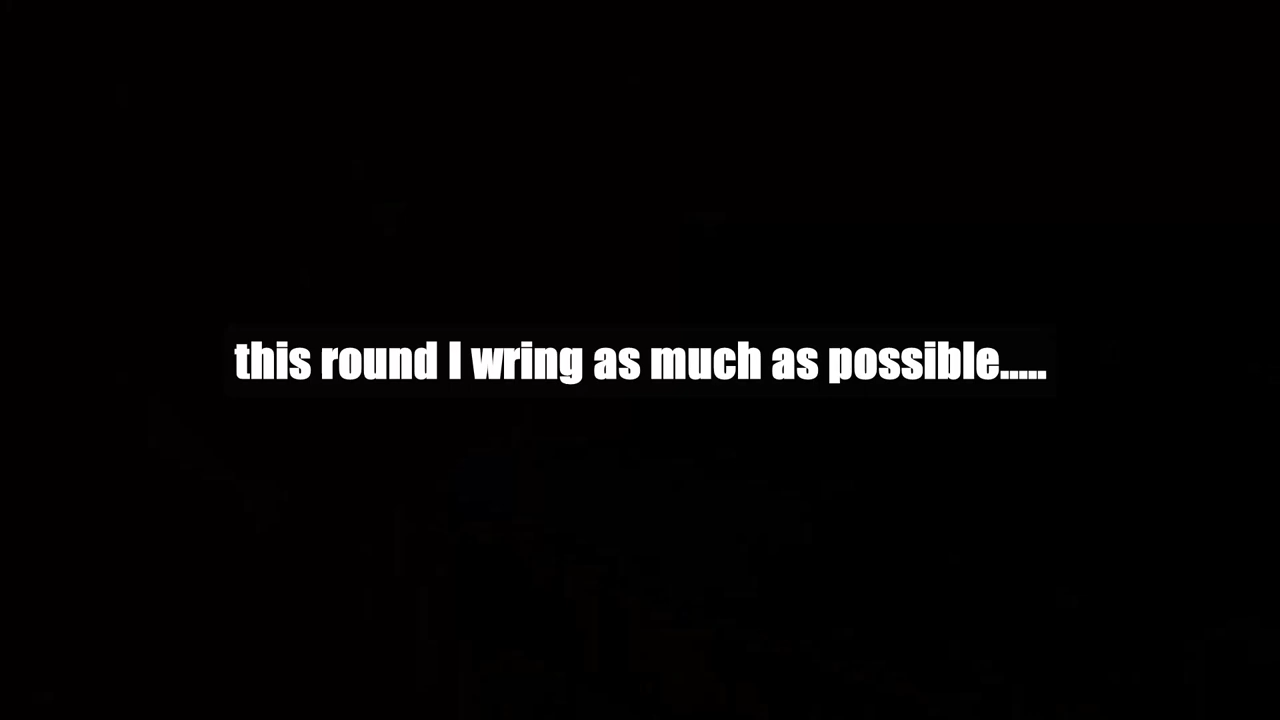 this round I wring as much as possible.....